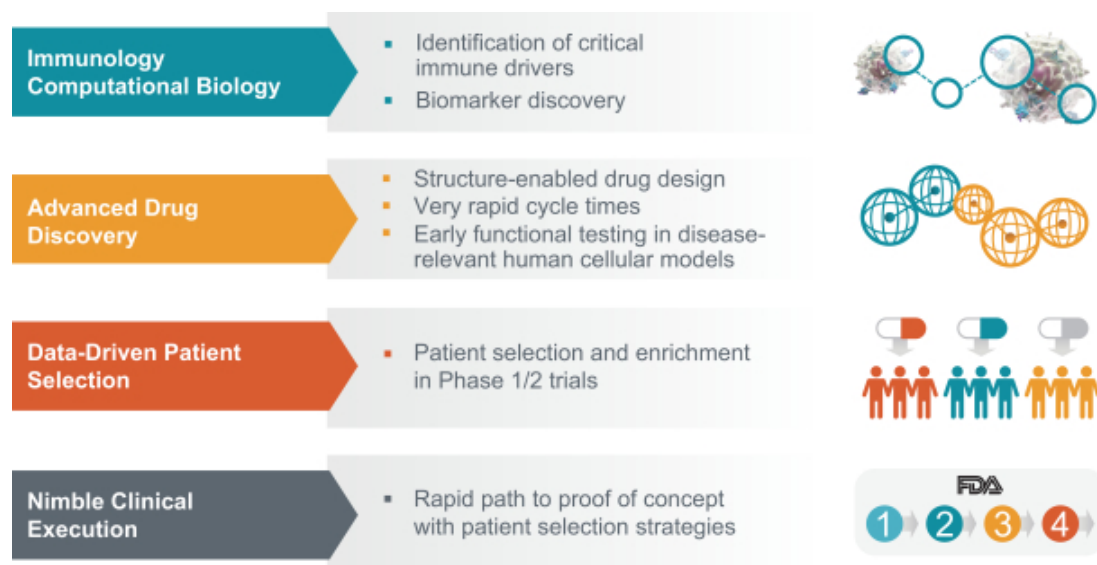 Immunology
Computational Biology
Identification of critical
immune drivers
Biomarker discovery
Advanced Drug
Discovery
Structure-enabled drug design
Very rapid cycle times
Early functional testing in disease-
relevant human cellular models
Data-Driven Patient
Selection
Patient selection and enrichment
in Phase 1/2 trials
Nimble Clinical
Execution
Rapid path to proof of concept
with patient selection strategies
FDA
1 2 3 4